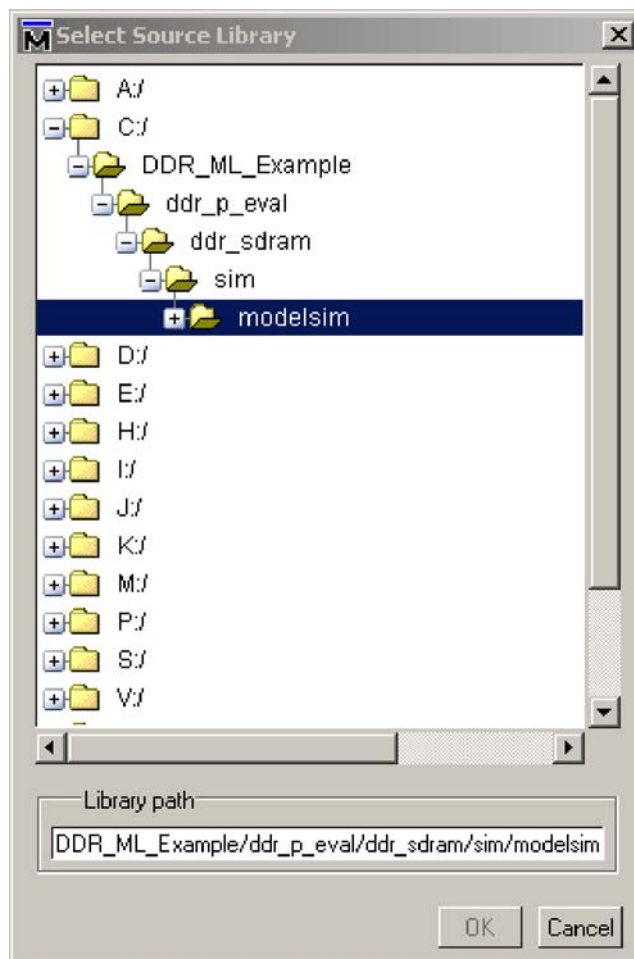 Select Source Library
A:/
C:/
DDR_ML_Example
ddr_p_eval
ddr_sdram
sim
modelsim
D:/
E:/
H:/
I:/
J:/
K:/
M:/
P:/
S:/
V:/
Library path
DDR_ML_Example/ddr_p_eval/ddr_sdram/sim/modelsim
OK Cancel